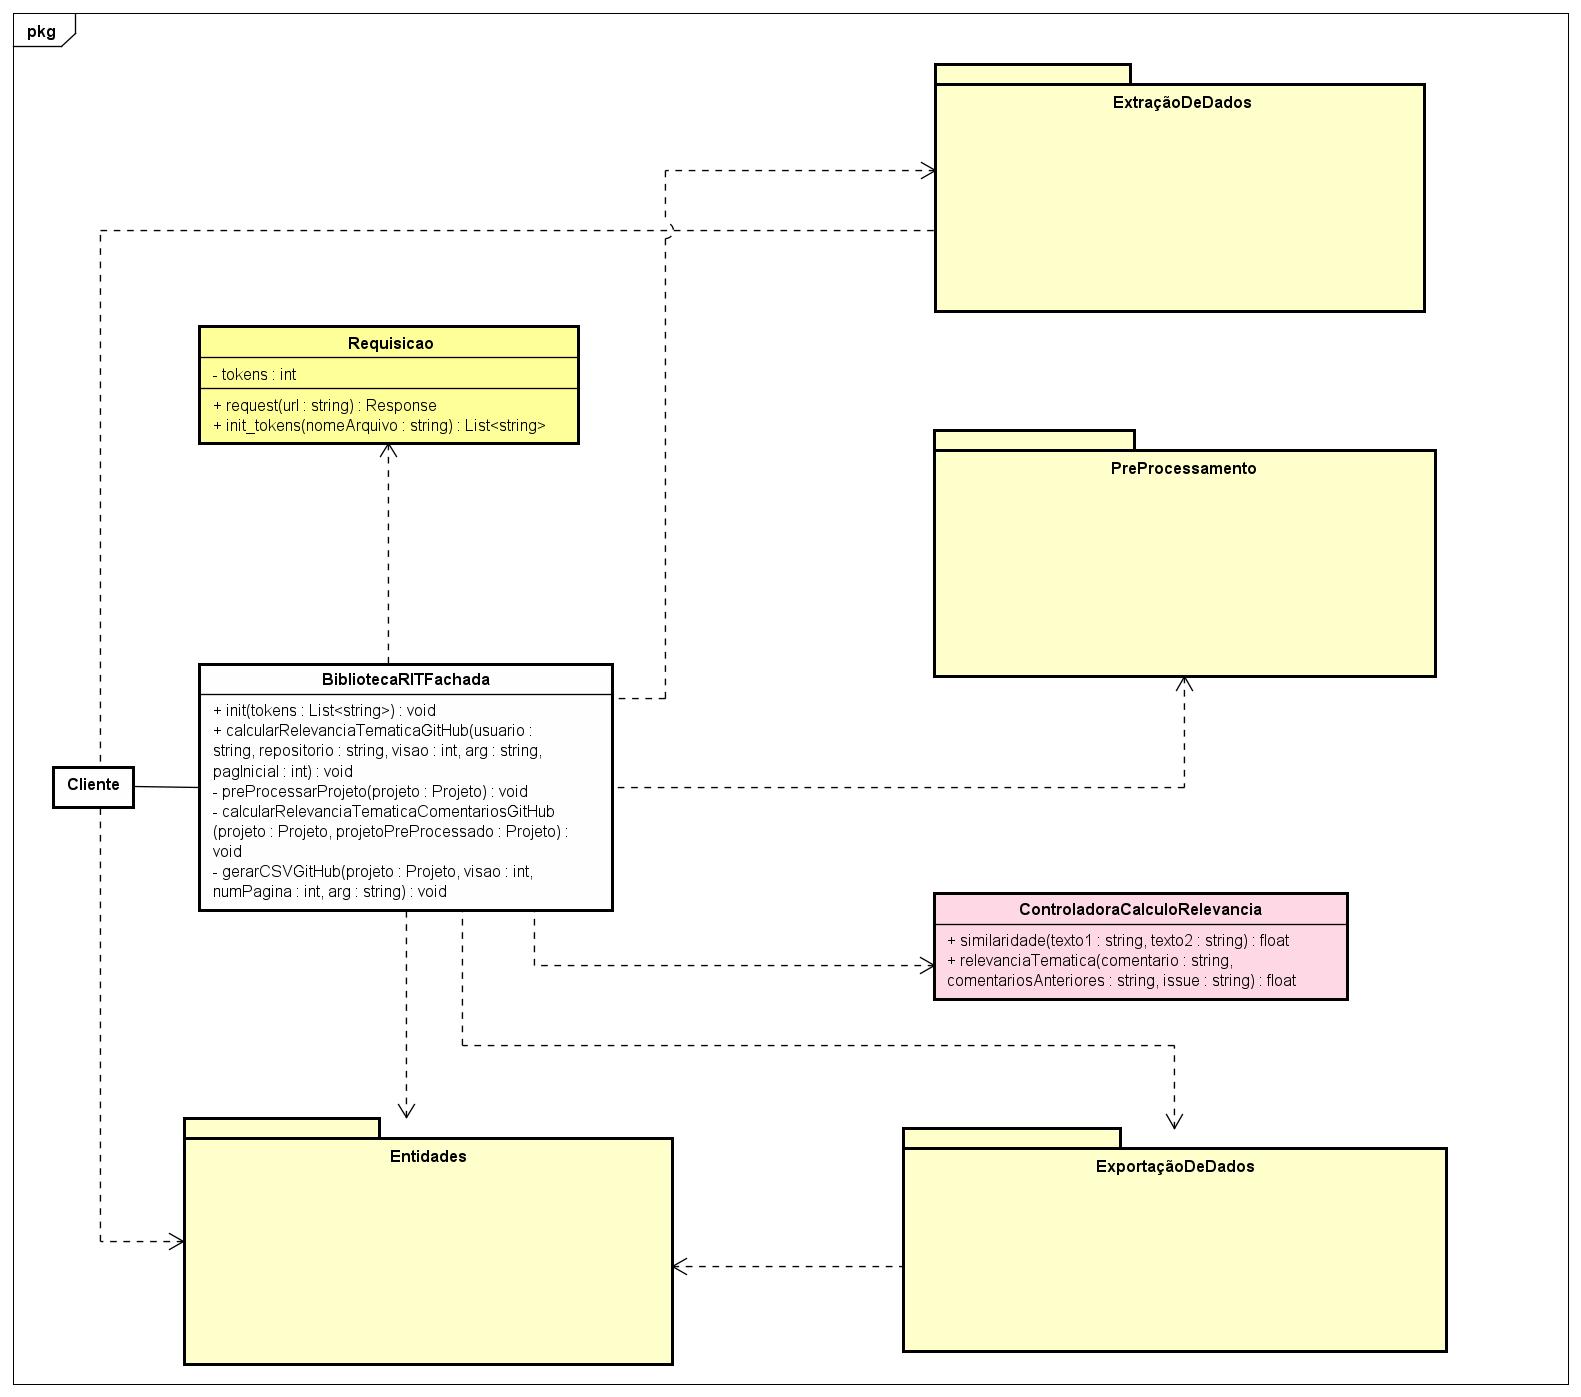 pkg
ExtraçãoDeDados
Requisicao
- tokens : int
+ request(url : string) : Response
+ init_tokens(nomeArquivo : string) : List<string>
PreProcessamento
BibliotecaRITFachada
+ init(tokens : List<string>) : void
+ calcularRelevanciaTematicaGitHub(usuario :
string, repositorio : string, visao : int, arg : string,
pagInicial : int) : void
- preProcessarProjeto(projeto : Projeto) : void
- calcularRelevanciaTematicaComentariosGitHub
(projeto : Projeto, projetoPreProcessado : Projeto) :
void
- gerarCSVGitHub(projeto : Projeto, visao : int,
numPagina : int, arg : string) : void
Cliente
ControladoraCalculoRelevancia
+ similaridade(texto1 : string, texto2 : string) : float
+ relevanciaTematica(comentario : string,
comentariosAnteriores : string, issue : string) : float
Entidades
ExportaçãoDeDados